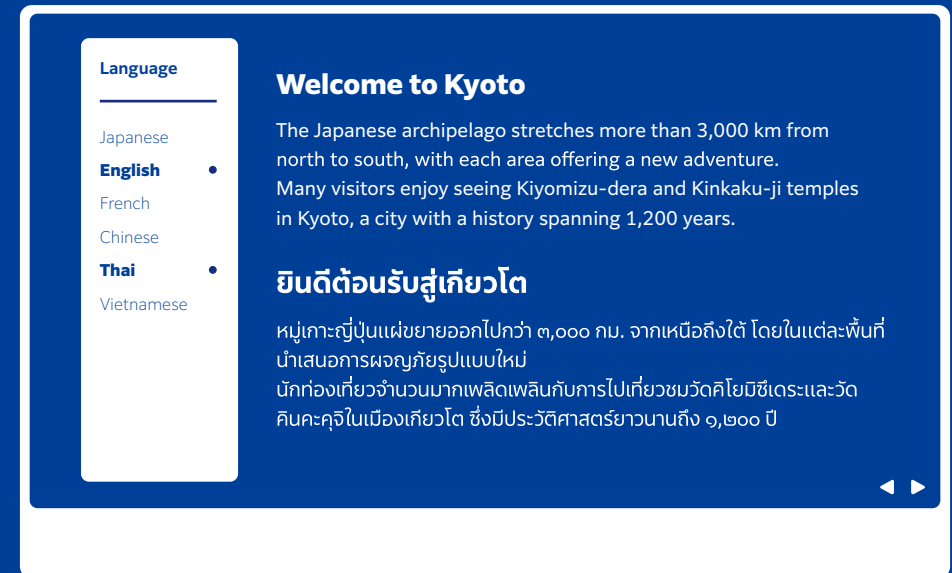 Language
Japanese
English
French
Chinese
Thai
Vietnamese
Welcome to Kyoto
The Japanese archipelago stretches more than 3,000 km from
north to south, with each area offering a new adventure.
Many visitors enjoy seeing Kiyomizu-dera and Kinkaku-ji temples
in Kyoto, a city with a history spanning 1,200 years.
ยินดีต้อนรับสู่เกียวโต
หมู่เกาะญี่ปุ่นแผ่ขยายออกไปกว่า ๓,๐๐๐ กม. จากเหนือถึงใต้ โดยในแต่ละพื้นที่
นำเสนอการผจญภัยรูปแบบใหม่
นักท่องเที่ยวจำนวนมากเพลิดเพลินกับการไปเที่ยวชมวัดคิโยมิซึเดระและวัด
คินคะคุจิในเมืองเกียวโต ซึ่งมีประวัติศาสตร์ยาวนานถึง ๑,๒๐๐ ปี